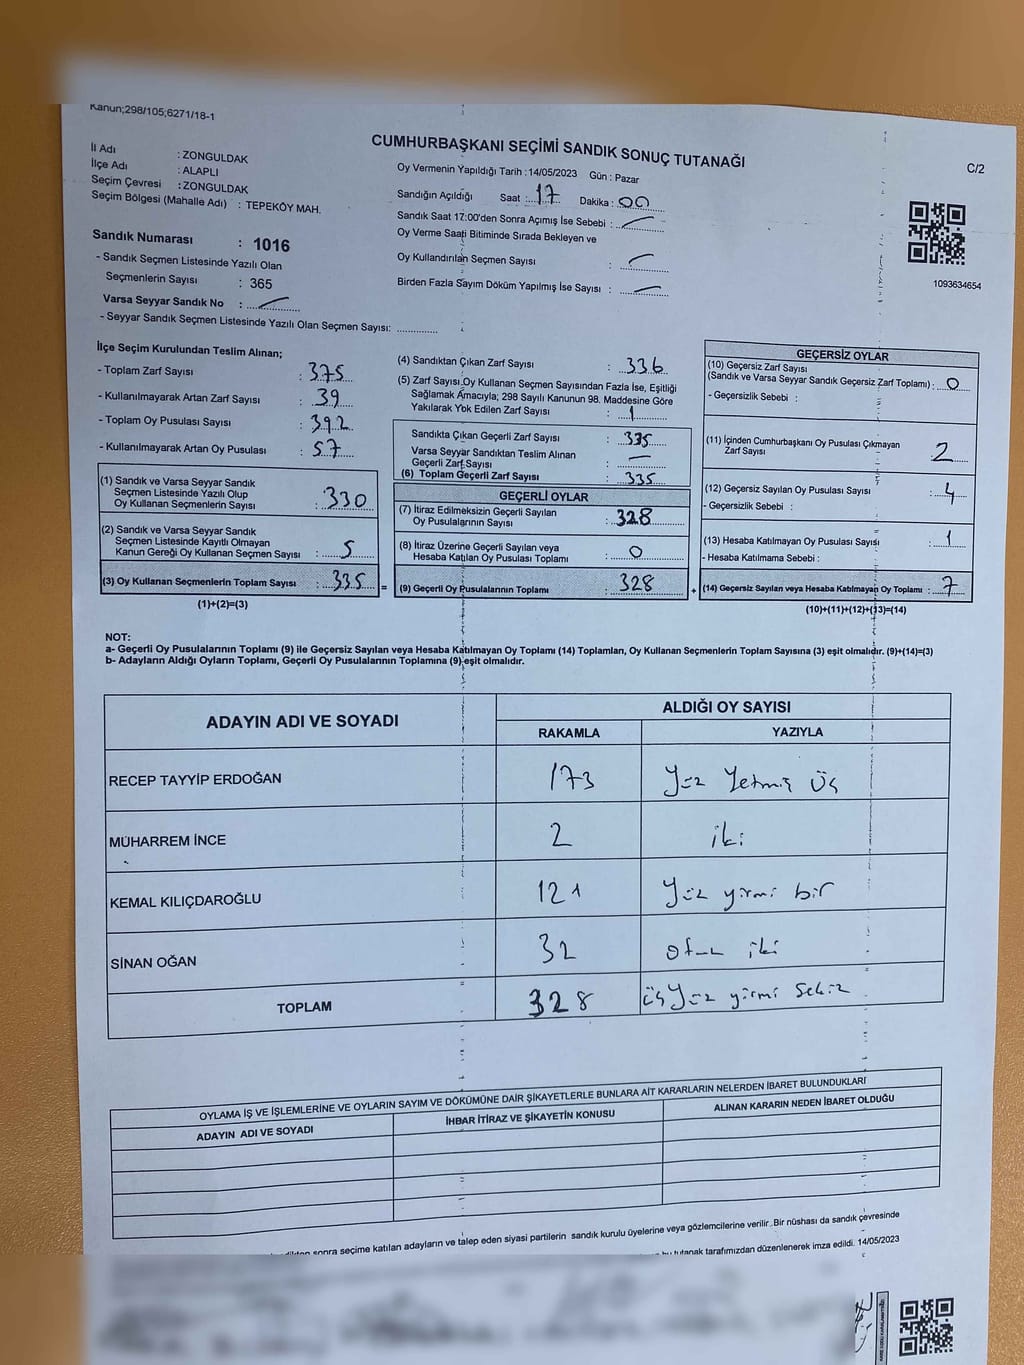 Kanun;298/105;6271/18-1
CUMHURBAŞKANI SEÇİMİ SANDIK SONUÇ TUTANAĞI
C/2
İl Adı : ZONGULDAK
İlçe Adı : ALAPLI
Seçim Çevresi : ZONGULDAK
Seçim Bölgesi (Mahalle Adı) : TEPEKÖY MAH.
Sandık Numarası : 1016
- Sandık Seçmen Listesinde Yazılı Olan
Seçmenlerin Sayısı : 365
Varsa Seyyar Sandık No :
- Seyyar Sandık Seçmen Listesinde Yazılı Olan Seçmen Sayısı:
Oy Vermenin Yapıldığı Tarih : 14/05/2023 Gün : Pazar
Sandığın Açıldığı Saat : 17 Dakika : 00
Sandık Saat 17:00'den Sonra Açımış İse Sebebi :
Oy Verme Saati Bitiminde Sırada Bekleyen ve
Oy Kullandırılan Seçmen Sayısı :
Birden Fazla Sayım Döküm Yapılmış İse Sayısı :
1093634654
İlçe Seçim Kurulundan Teslim Alınan;
- Toplam Zarf Sayısı : 375
- Kullanılmayarak Artan Zarf Sayısı : 39
- Toplam Oy Pusulası Sayısı : 392
- Kullanılmayarak Artan Oy Pusulası : 57
(1) Sandık ve Varsa Seyyar Sandık
Seçmen Listesinde Yazılı Olup
Oy Kullanan Seçmenlerin Sayısı : 330
(2) Sandık ve Varsa Seyyar Sandık
Seçmen Listesinde Kayıtlı Olmayan
Kanun Gereği Oy Kullanan Seçmen Sayısı : 5
(3) Oy Kullanan Seçmenlerin Toplam Sayısı : 335 =
(1)+(2)=(3)
(4) Sandıktan Çıkan Zarf Sayısı : 336
(5) Zarf Sayısı Oy Kullanan Seçmen Sayısından Fazla İse, Eşitliği
Sağlamak Amacıyla; 298 Sayılı Kanunun 98. Maddesine Göre
Yakılarak Yok Edilen Zarf Sayısı : 1
Sandıkta Çıkan Geçerli Zarf Sayısı : 335
Varsa Seyyar Sandıktan Teslim Alınan
Geçerli Zarf Sayısı : —
(6) Toplam Geçerli Zarf Sayısı : 335
GEÇERLİ OYLAR
(7) İtiraz Edilmeksizin Geçerli Sayılan
Oy Pusulalarının Sayısı : 328
(8) İtiraz Üzerine Geçerli Sayılan veya
Hesaba Katılan Oy Pusulası Toplamı : 0
(9) Geçerli Oy Pusulalarının Toplamı : 328 +
GEÇERSİZ OYLAR
(10) Geçersiz Zarf Sayısı
(Sandık ve Varsa Seyyar Sandık Geçersiz Zarf Toplamı) : 0
- Geçersizlik Sebebi :
(11) İçinden Cumhurbaşkanı Oy Pusulası Çıkmayan
Zarf Sayısı : 2
(12) Geçersiz Sayılan Oy Pusulası Sayısı : 4
- Geçersizlik Sebebi :
(13) Hesaba Katılmayan Oy Pusulası Sayısı : 1
- Hesaba Katılmama Sebebi :
(14) Geçersiz Sayılan veya Hesaba Katılmayan Oy Toplamı : 7
(10)+(11)+(12)+(13)=(14)
NOT:
a- Geçerli Oy Pusulalarının Toplamı (9) ile Geçersiz Sayılan veya Hesaba Katılmayan Oy Toplamı (14) Toplamları, Oy Kullanan Seçmenlerin Toplam Sayısına (3) eşit olmalıdır. (9)+(14)=(3)
b- Adayların Aldığı Oyların Toplamı, Geçerli Oy Pusulalarının Toplamına (9) eşit olmalıdır.
ADAYIN ADI VE SOYADI
ALDIĞI OY SAYISI
RAKAMLA YAZIYLA
RECEP TAYYİP ERDOĞAN 173 Yüz Yetmiş Üç
MUHARREM İNCE 2 iki
KEMAL KILIÇDAROĞLU 121 Yüz yirmi bir
SİNAN OĞAN 32 otuz iki
TOPLAM 328 üçYüz yirmi sekiz
OYLAMA İŞ VE İŞLEMLERİNE VE OYLARIN SAYIM VE DÖKÜMÜNE DAİR ŞİKAYETLERLE BUNLARA AİT KARARLARIN NELERDEN İBARET BULUNDUKLARI
ADAYIN ADI VE SOYADI İHBAR İTİRAZ VE ŞİKAYETİN KONUSU ALINAN KARARIN NEDEN İBARET OLDUĞU
sonra seçime katılan adayların ve talep eden siyasi partilerin sandık kurulu üyelerine veya gözlemcilerine verilir. Bir nüshası da sandık çevresinde
bu tutanak tarafımızdan düzenlenerek imza edildi. 14/05/2023